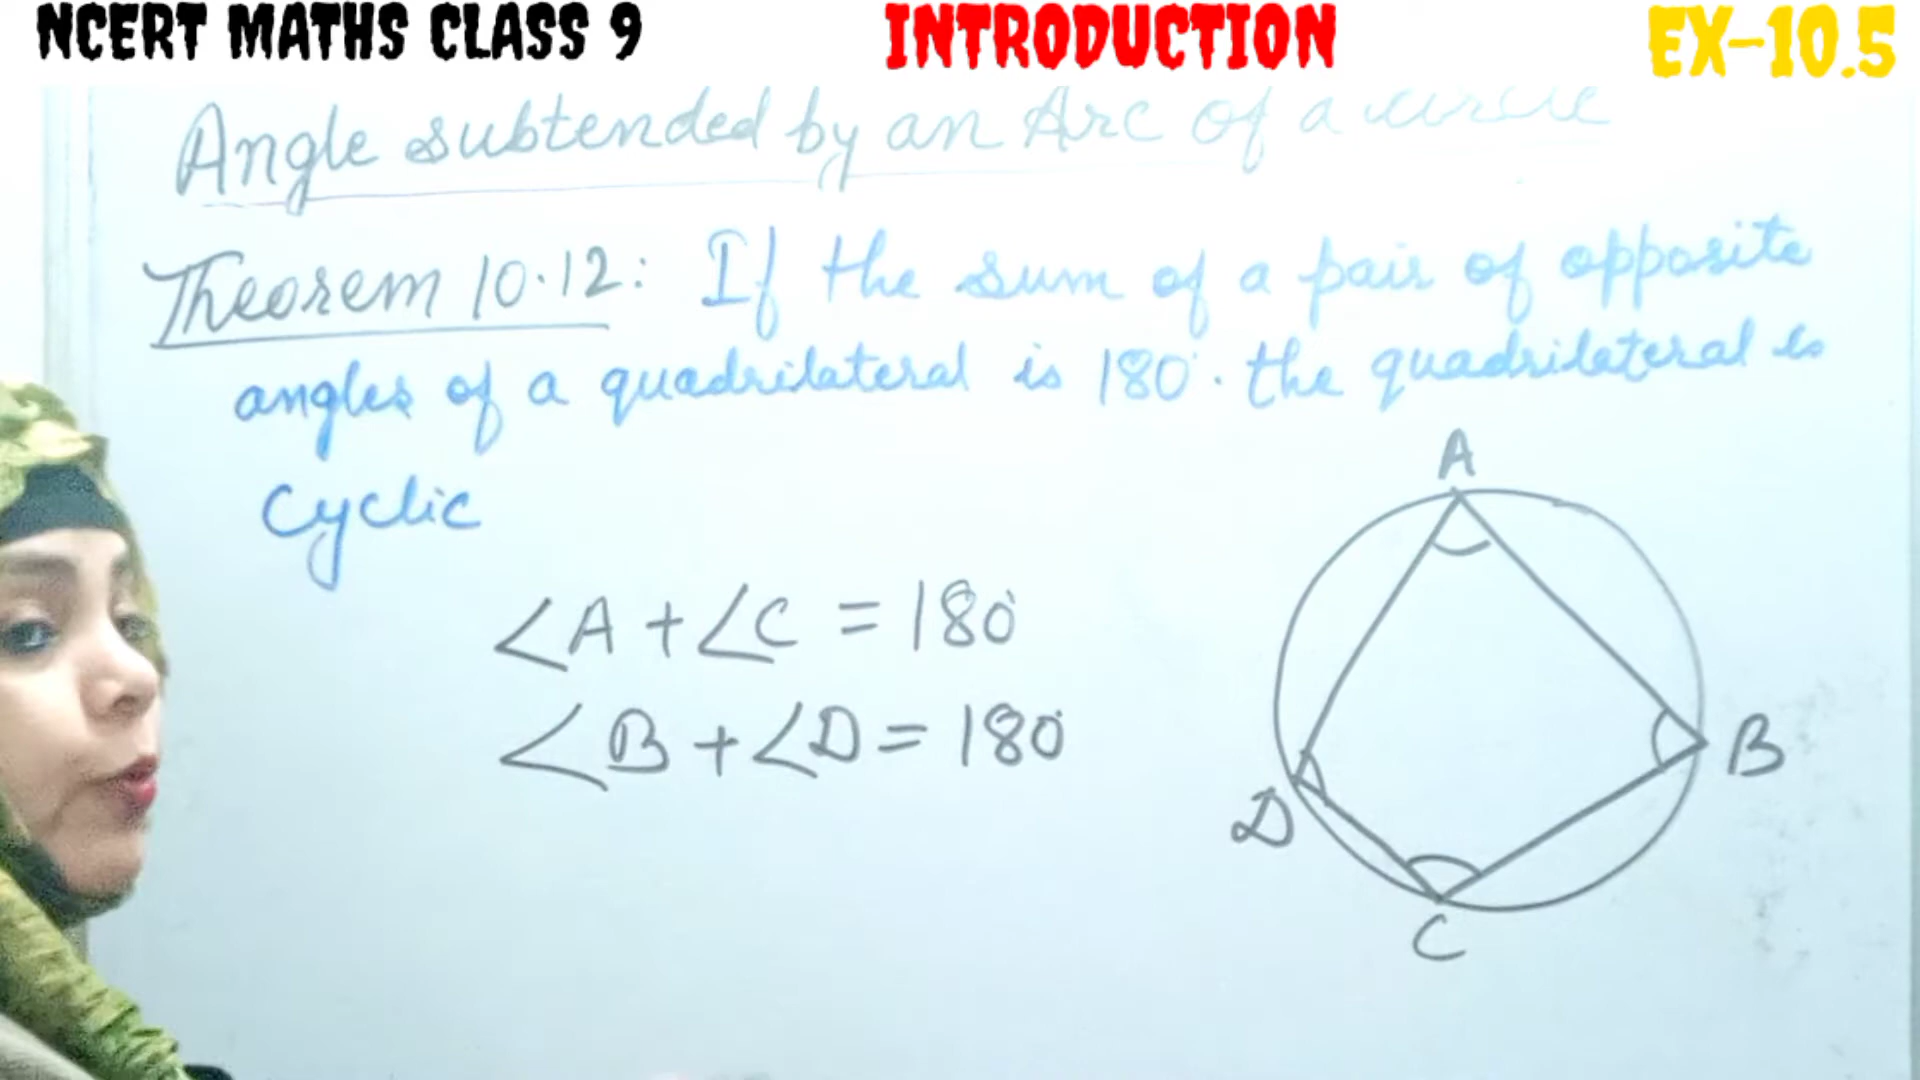 NCERT MATHS CLASS 9 INTRODUCTION EX-10.5
Angle subtended by an Arc of a circle
Theorem 10.12: If the sum of a pair of opposite
angles of a quadrilateral is 180°. the quadrilateral is
cyclic
A
∠A + ∠C = 180°
∠B + ∠D = 180°
B
D
C